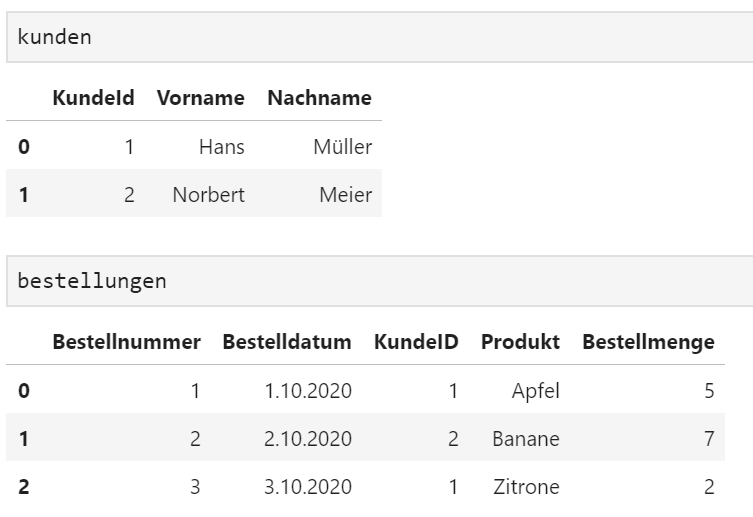 kunden
KundeId Vorname Nachname
0 1 Hans Müller
1 2 Norbert Meier
bestellungen
Bestellnummer Bestelldatum KundeID Produkt Bestellmenge
0 1 1.10.2020 1 Apfel 5
1 2 2.10.2020 2 Banane 7
2 3 3.10.2020 1 Zitrone 2